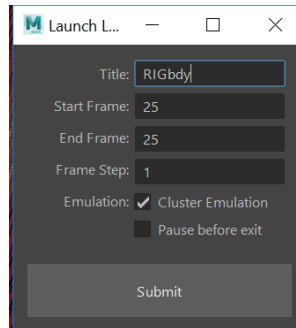 Launch L...
Title: RIGbdy
Start Frame: 25
End Frame: 25
Frame Step: 1
Emulation: Cluster Emulation
Pause before exit
Submit